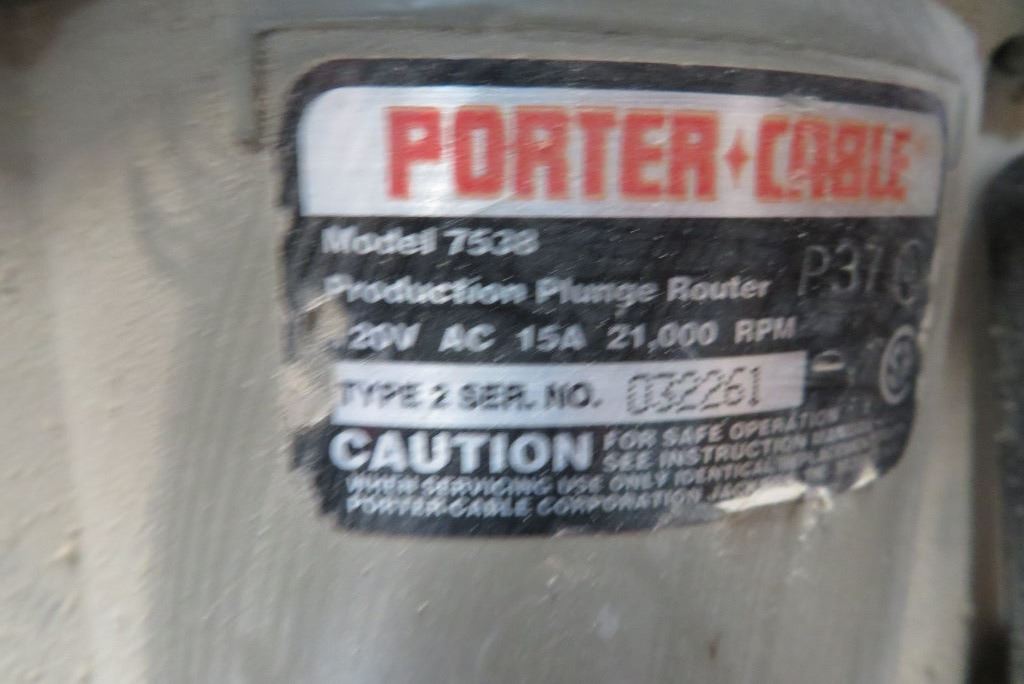 PORTER CABLE
Model 7538
Production Plunge Router
20V AC 15A 21,000 RPM
P37
TYPE 2 SER. NO. 032261
CAUTION
FOR SAFE OPERATION
SEE INSTRUCTION MANUAL
WHEN SERVICING USE ONLY IDENTICAL
PORTER-CABLE CORPORATION